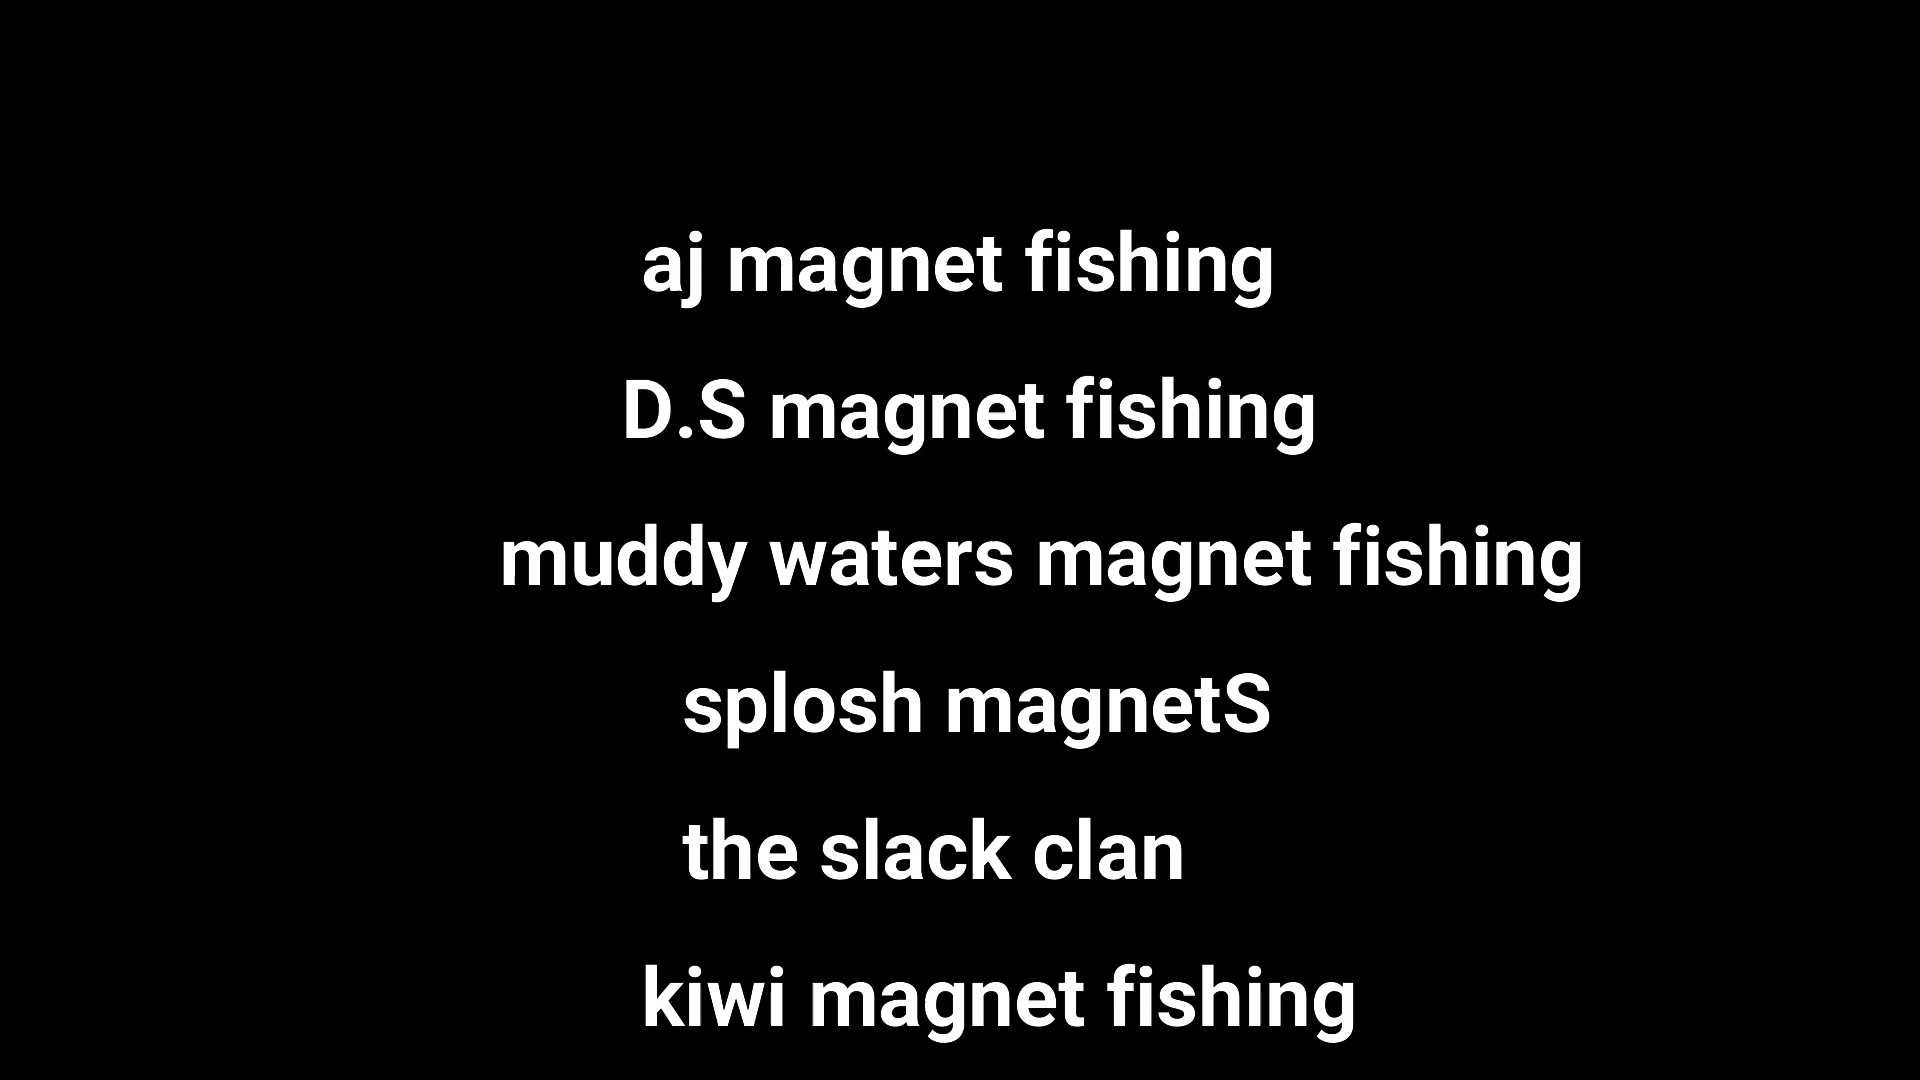 aj magnet fishing
D.S magnet fishing
muddy waters magnet fishing
splosh magnetS
the slack clan
kiwi magnet fishing